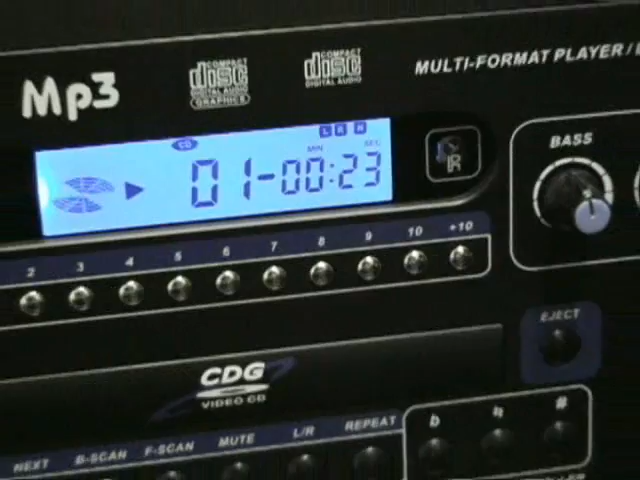 Mp3
COMPACT
disc
DIGITAL AUDIO
GRAPHICS
COMPACT
disc
DIGITAL AUDIO
MULTI-FORMAT PLAYER/
CD
L R R
MIN SEC
01-00:23
IR
BASS
2 3 4 5 6 7 8 9 10 +10
EJECT
CDG
VIDEO CD
NEXT B-SCAN F-SCAN MUTE L/R REPEAT
b ♮ #